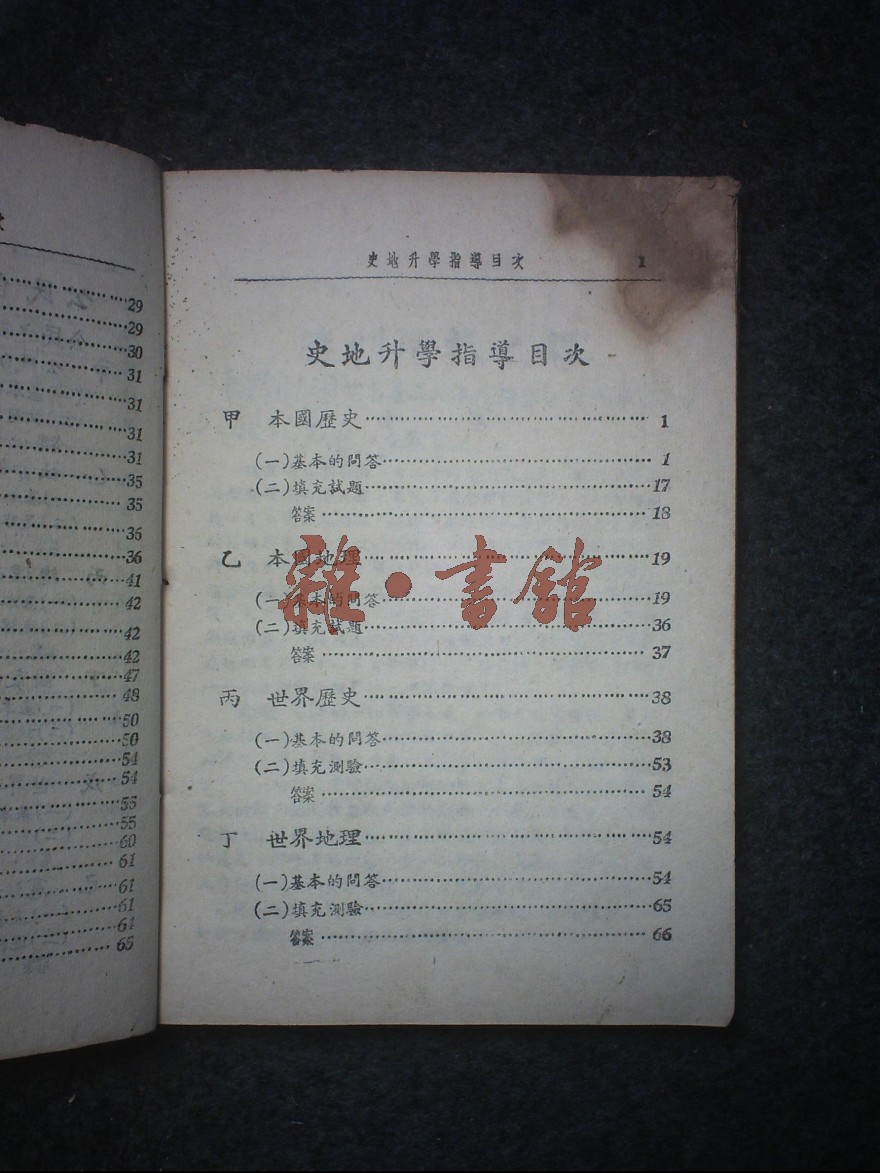 次
29
29
30
31
31
31
31
35
35
36
36
41
42
42
42
47
48
50
50
54
54
55
55
60
61
61
61
64
65
史地升學指導目次 1
史地升學指導目次
甲 本國歷史 1
(一)基本的問答 1
(二)填充試題 17
答案 18
乙 本國地理 19
(一)基本的問答 19
(二)填充試題 36
答案 37
丙 世界歷史 38
(一)基本的問答 38
(二)填充測驗 53
答案 54
丁 世界地理 54
(一)基本的問答 54
(二)填充測驗 65
答案 66
雜·書館